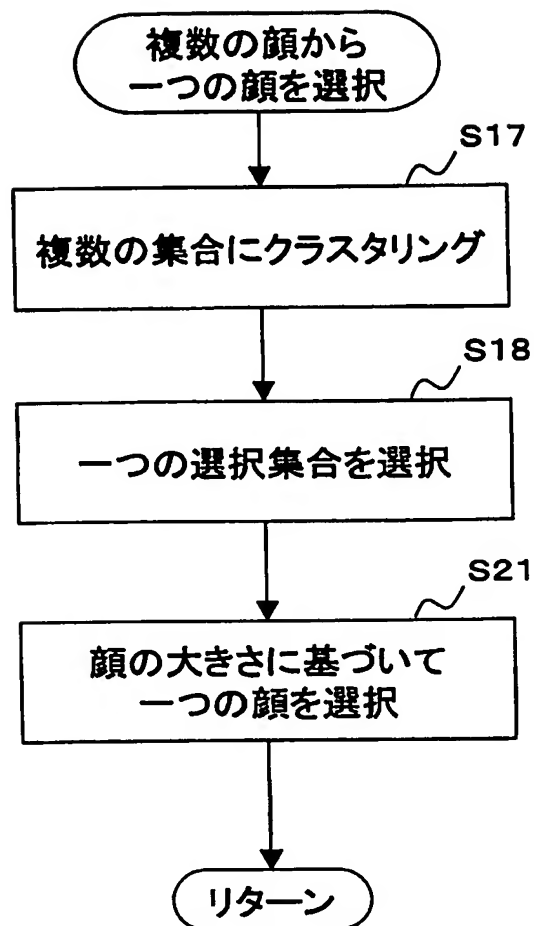 複数の顔から
一つの顔を選択
S17
複数の集合にクラスタリング
S18
一つの選択集合を選択
S21
顔の大きさに基づいて
一つの顔を選択
リターン